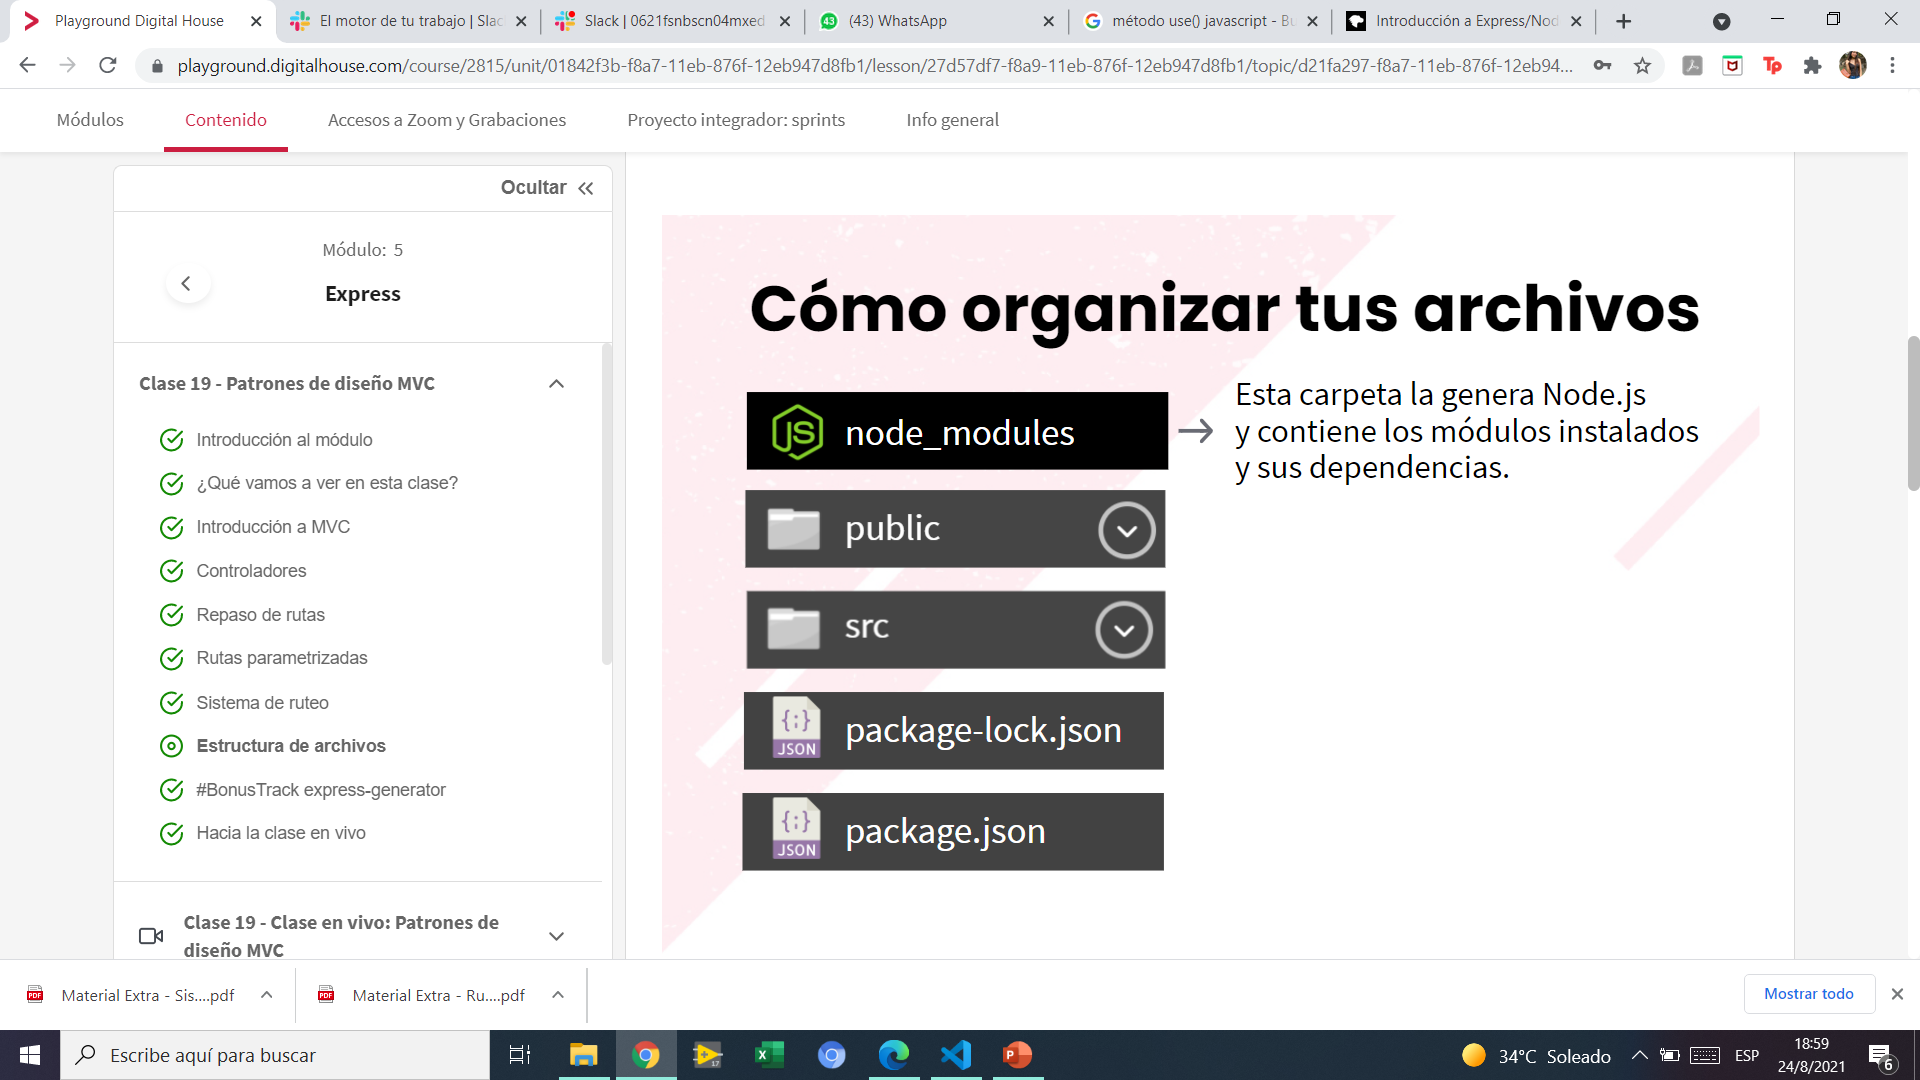 Playground Digital House
El motor de tu trabajo | Slac
Slack | 0621fsnbscn04mxed
(43) WhatsApp
método use() javascript - Bu
Introducción a Express/Nod
playground.digitalhouse.com/course/2815/unit/01842f3b-f8a7-11eb-876f-12eb947d8fb1/lesson/27d57df7-f8a9-11eb-876f-12eb947d8fb1/topic/d21fa297-f8a7-11eb-876f-12eb94...
Módulos
Contenido
Accesos a Zoom y Grabaciones
Proyecto integrador: sprints
Info general
Ocultar
Módulo: 5
Express
Clase 19 - Patrones de diseño MVC
Introducción al módulo
¿Qué vamos a ver en esta clase?
Introducción a MVC
Controladores
Repaso de rutas
Rutas parametrizadas
Sistema de ruteo
Estructura de archivos
#BonusTrack express-generator
Hacia la clase en vivo
Clase 19 - Clase en vivo: Patrones de
diseño MVC
Cómo organizar tus archivos
JS
node_modules
Esta carpeta la genera Node.js
y contiene los módulos instalados
y sus dependencias.
public
src
{;}
JSON
package-lock.json
{;}
JSON
package.json
PDF
Material Extra - Sis....pdf
PDF
Material Extra - Ru....pdf
Mostrar todo
Escribe aquí para buscar
34°C Soleado
ESP
18:59
24/8/2021
6